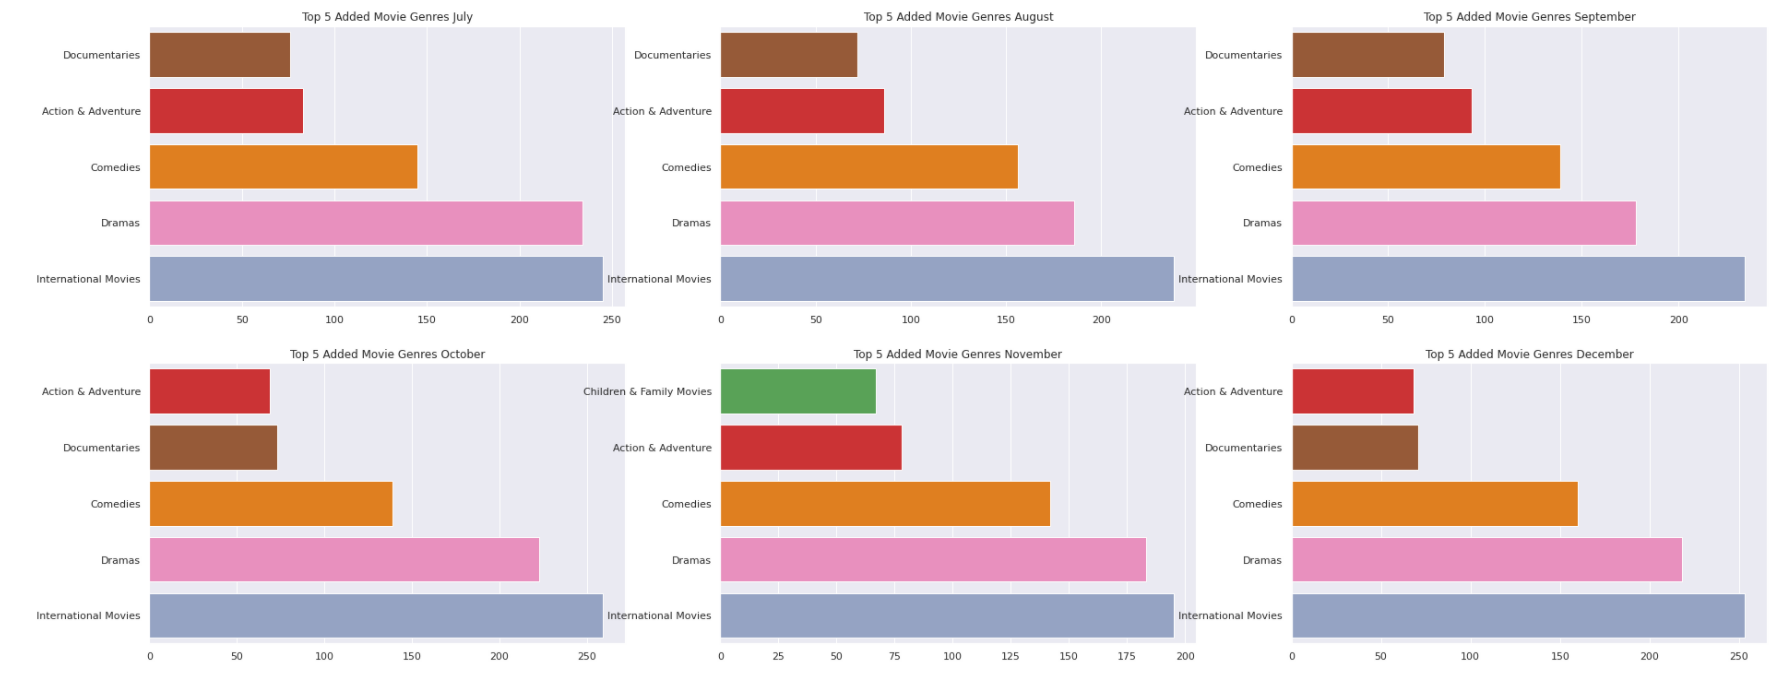 Top 5 Added Movie Genres July
Documentaries
Action & Adventure
Comedies
Dramas
International Movies
0 50 100 150 200 250
Top 5 Added Movie Genres August
Documentaries
Action & Adventure
Comedies
Dramas
International Movies
0 50 100 150 200
Top 5 Added Movie Genres September
Documentaries
Action & Adventure
Comedies
Dramas
International Movies
0 50 100 150 200
Top 5 Added Movie Genres October
Action & Adventure
Documentaries
Comedies
Dramas
International Movies
0 50 100 150 200 250
Top 5 Added Movie Genres November
Children & Family Movies
Action & Adventure
Comedies
Dramas
International Movies
0 25 50 75 100 125 150 175 200
Top 5 Added Movie Genres December
Action & Adventure
Documentaries
Comedies
Dramas
International Movies
0 50 100 150 200 250